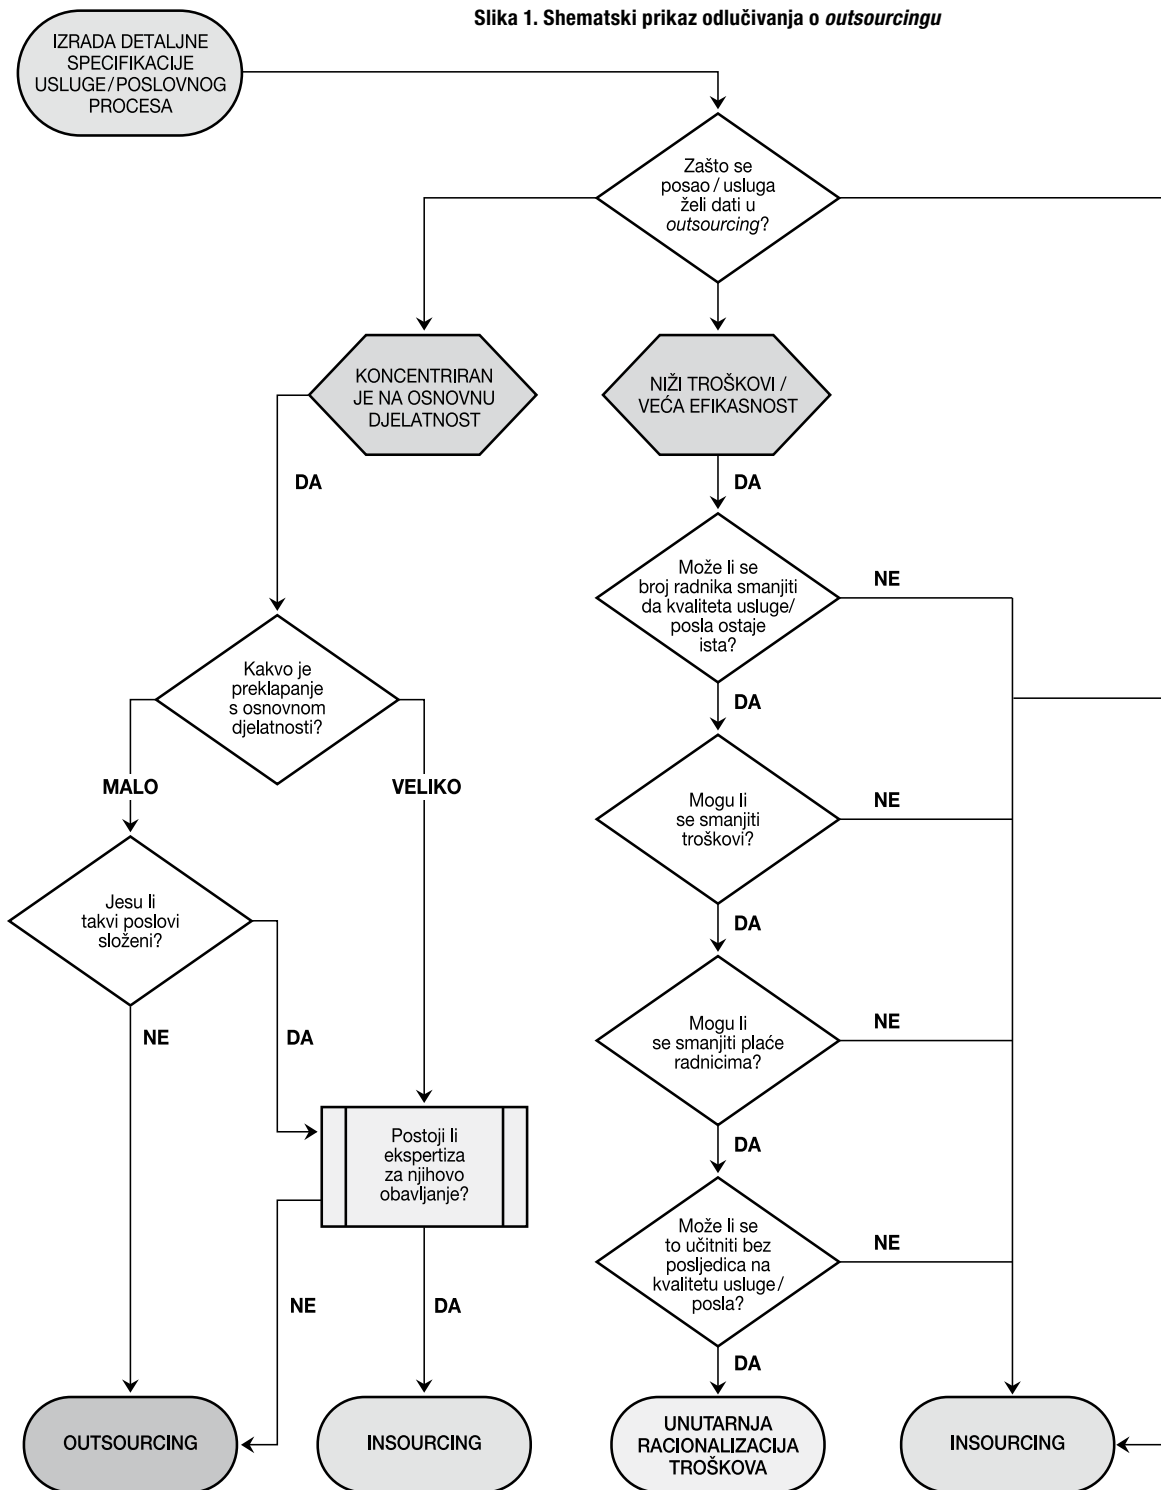 Slika 1. Shematski prikaz odlučivanja o outsourcingu
IZRADA DETALJNE
SPECIFIKACIJE
USLUGE/POSLOVNOG
PROCESA
Zašto se
posao / usluga
želi dati u
outsourcing?
KONCENTRIRAN
JE NA OSNOVNU
DJELATNOST
NIŽI TROŠKOVI /
VEĆA EFIKASNOST
DA
DA
Može li se
broj radnika smanjiti
da kvaliteta usluge/
posla ostaje
ista?
NE
Kakvo je
preklapanje
s osnovnom
djelatnosti?
DA
MALO
VELIKO
Mogu li
se smanjiti
troškovi?
NE
Jesu li
takvi poslovi
složeni?
DA
NE
DA
Mogu li
se smanjiti plaće
radnicima?
NE
Postoji li
ekspertiza
za njihovo
obavljanje?
DA
Može li se
to učitniti bez
posljedica na
kvalitetu usluge/
posla?
NE
NE
DA
DA
OUTSOURCING
INSOURCING
UNUTARNJA
RACIONALIZACIJA
TROŠKOVA
INSOURCING